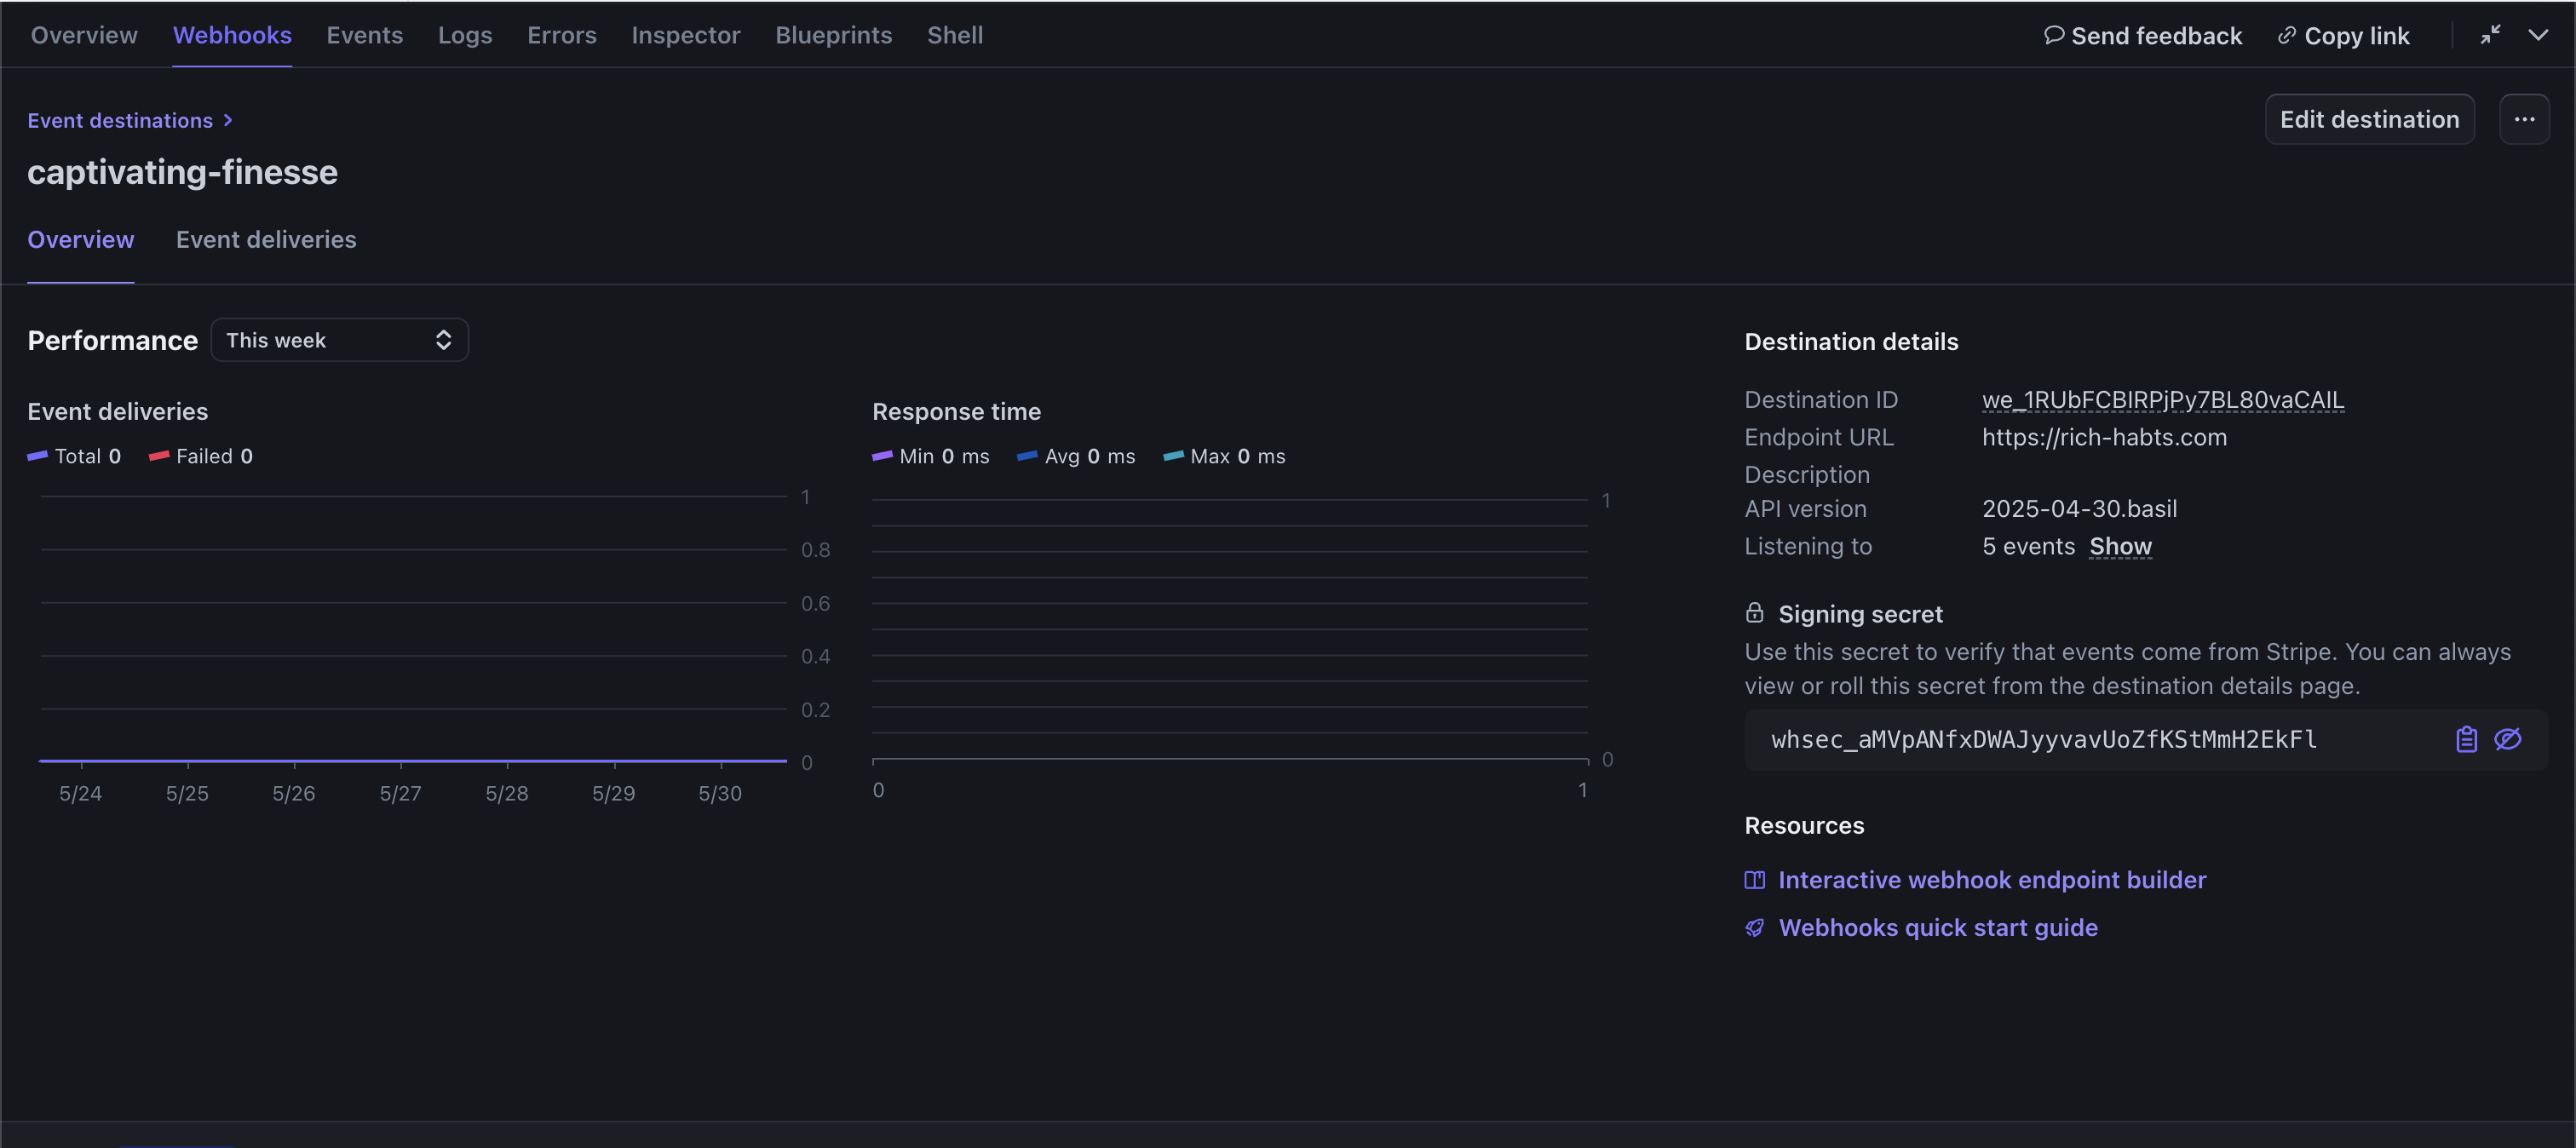 Overview Webhooks Events Logs Errors Inspector Blueprints Shell
Send feedback Copy link
Event destinations
Edit destination
captivating-finesse
Overview Event deliveries
Performance This week
Event deliveries
Total 0 Failed 0
1
0.8
0.6
0.4
0.2
0
5/24 5/25 5/26 5/27 5/28 5/29 5/30
Response time
Min 0 ms Avg 0 ms Max 0 ms
1
0
0 1
Destination details
Destination ID we_1RUbFCBIRPjPy7BL80vaCAIL
Endpoint URL https://rich-habts.com
Description
API version 2025-04-30.basil
Listening to 5 events Show
Signing secret
Use this secret to verify that events come from Stripe. You can always
view or roll this secret from the destination details page.
whsec_aMVpANfxDWAJyyvavUoZfKStMmH2EkFl
Resources
Interactive webhook endpoint builder
Webhooks quick start guide